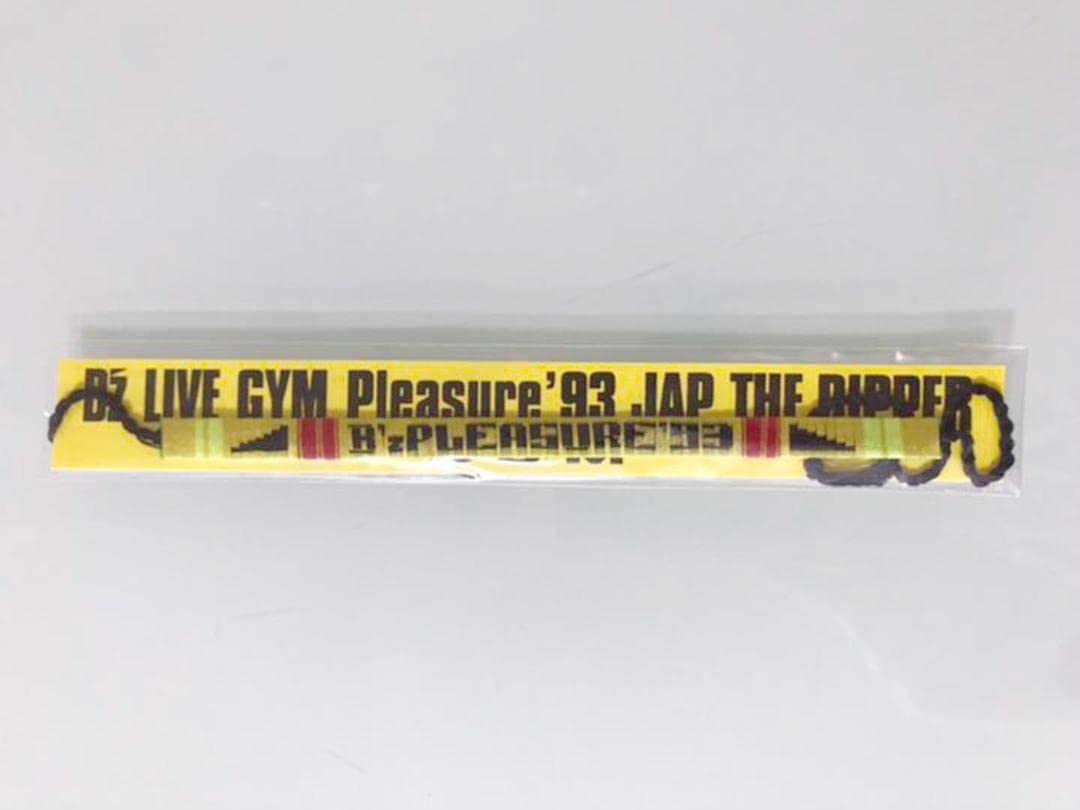 B'z LIVE GYM Pleasure'93 JAP THE RIPPER
B'z PLEASURE'93